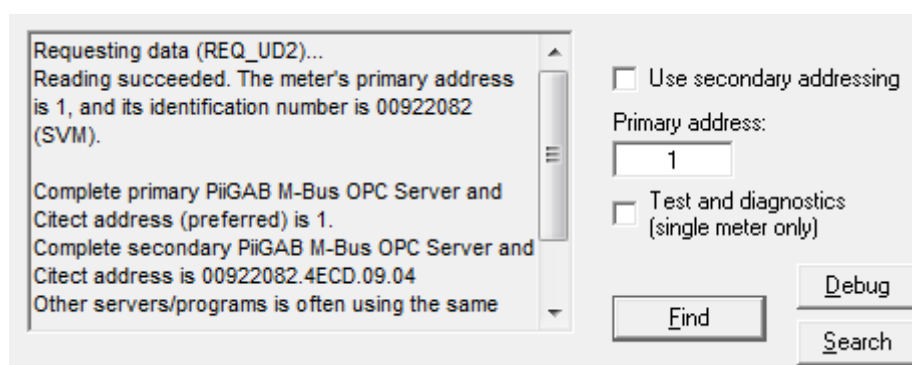 Requesting data (REQ_UD2)...
Reading succeeded. The meter's primary address
is 1, and its identification number is 00922082
(SVM).
Complete primary PiiGAB M-Bus OPC Server and
Citect address (preferred) is 1.
Complete secondary PiiGAB M-Bus OPC Server and
Citect address is 00922082.4ECD.09.04
Other servers/programs is often using the same
Use secondary addressing
Primary address:
1
Test and diagnostics
(single meter only)
Find
Debug
Search